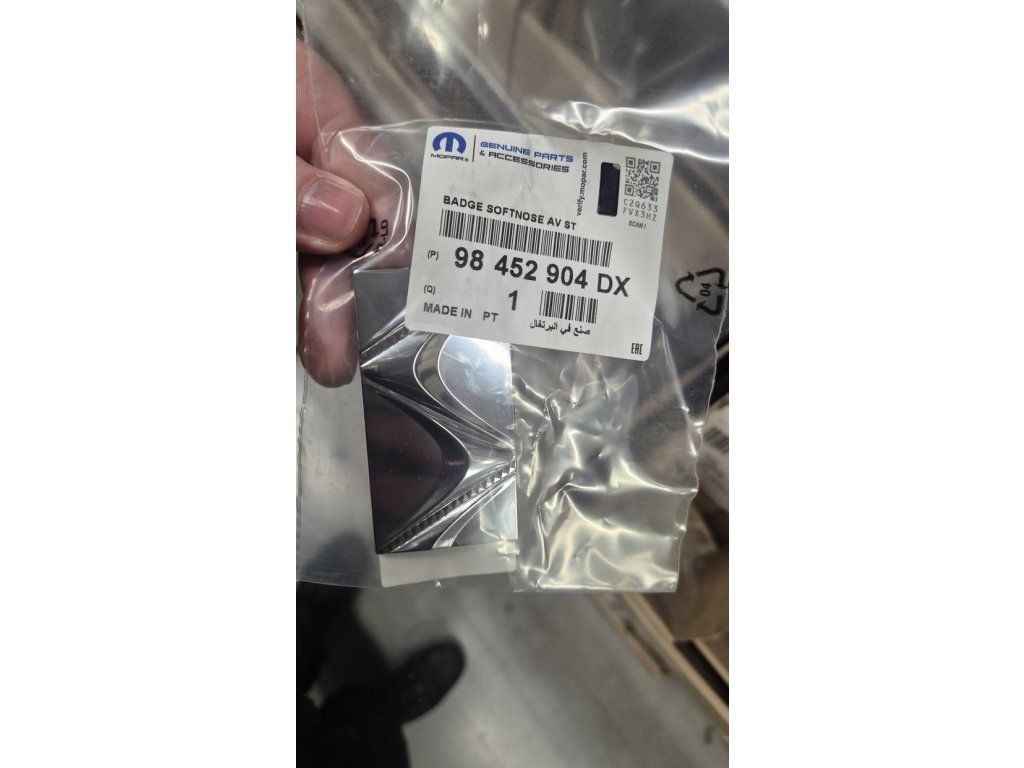 MOPAR®
GENUINE PARTS
& ACCESSORIES
verify.mopar.com
C2Q633
FVX3HZ
SCAN!
BADGE SOFTNOSE AV ST
(P) 98 452 904 DX
(Q) 1
MADE IN PT
صنع في البرتغال
EAC
04